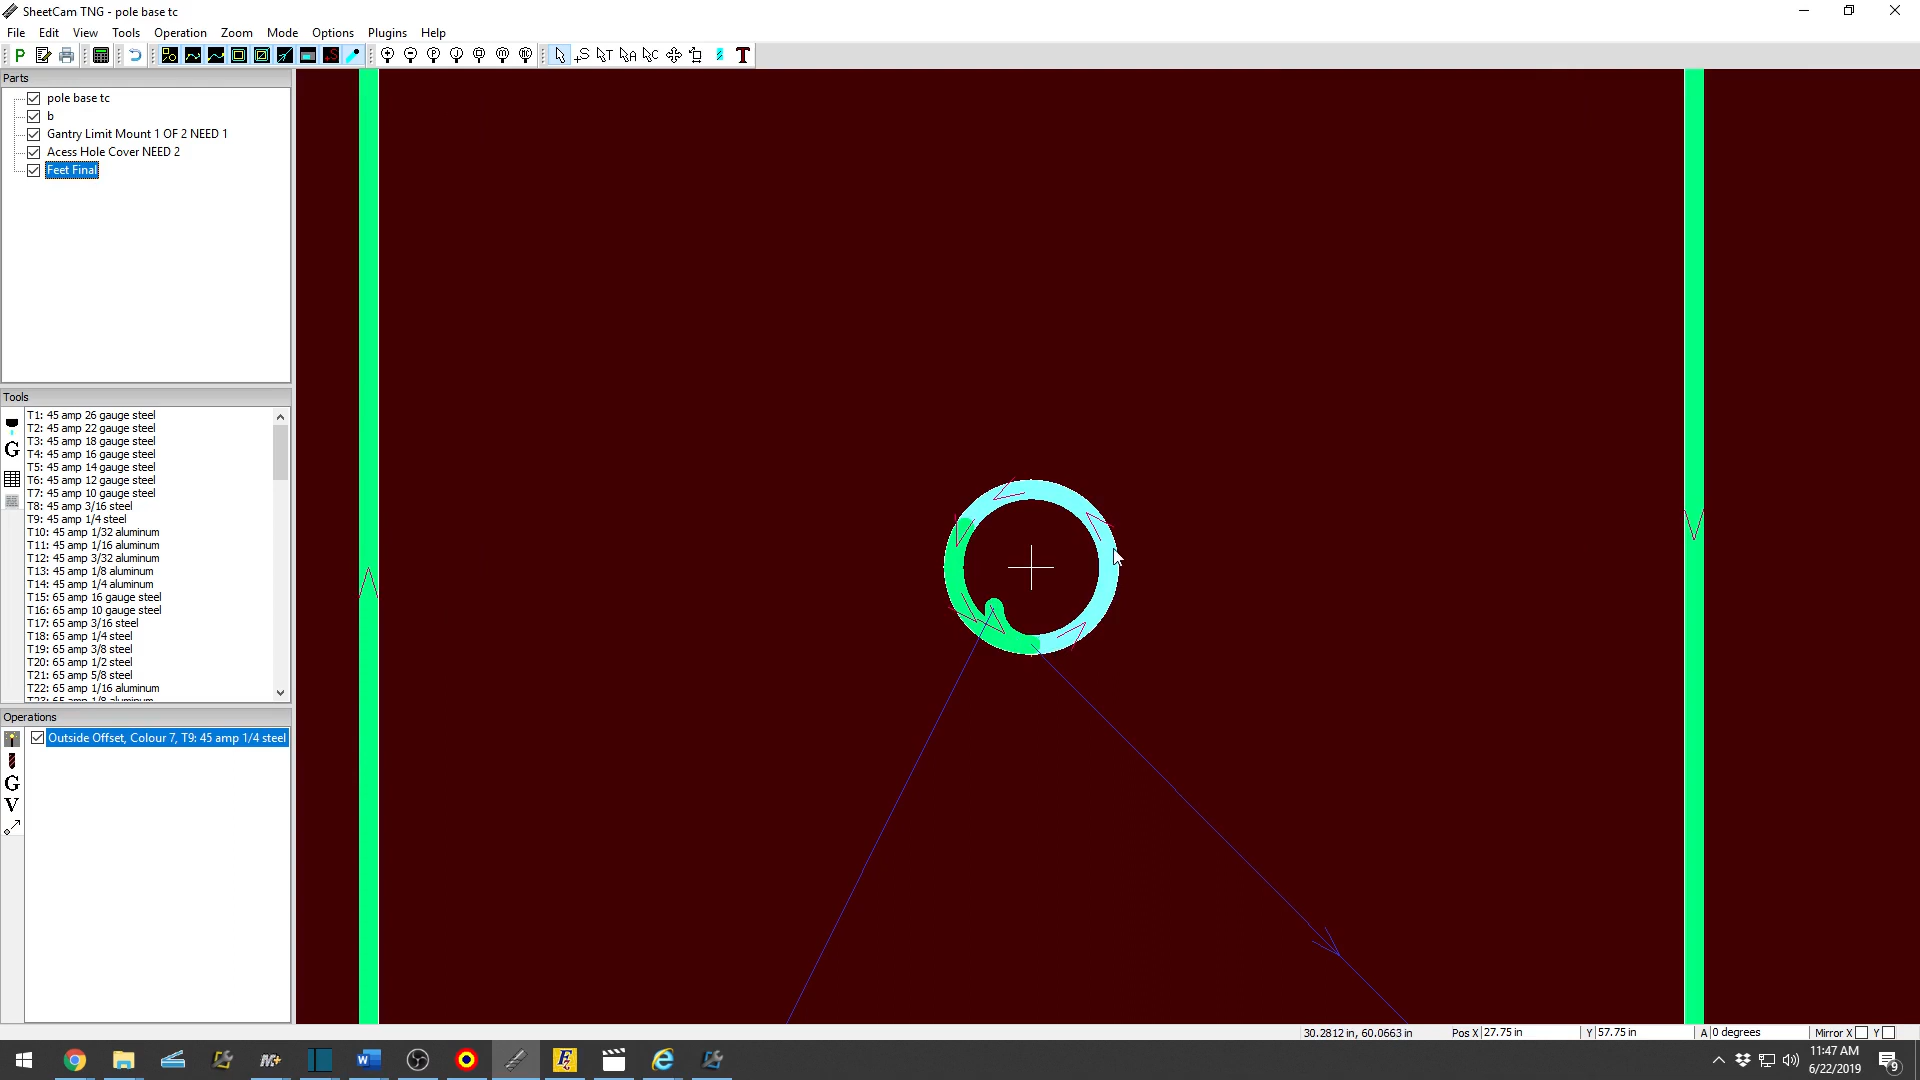 SheetCam TNG - pole base tc
File Edit View Tools Operation Zoom Mode Options Plugins Help
Parts
pole base tc
b
Gantry Limit Mount 1 OF 2 NEED 1
Acess Hole Cover NEED 2
Feet Final
Tools
T1: 45 amp 26 gauge steel
T2: 45 amp 22 gauge steel
T3: 45 amp 18 gauge steel
T4: 45 amp 16 gauge steel
T5: 45 amp 14 gauge steel
T6: 45 amp 12 gauge steel
T7: 45 amp 10 gauge steel
T8: 45 amp 3/16 steel
T9: 45 amp 1/4 steel
T10: 45 amp 1/32 aluminum
T11: 45 amp 1/16 aluminum
T12: 45 amp 3/32 aluminum
T13: 45 amp 1/8 aluminum
T14: 45 amp 1/4 aluminum
T15: 65 amp 16 gauge steel
T16: 65 amp 10 gauge steel
T17: 65 amp 3/16 steel
T18: 65 amp 1/4 steel
T19: 65 amp 3/8 steel
T20: 65 amp 1/2 steel
T21: 65 amp 5/8 steel
T22: 65 amp 1/16 aluminum
T23: 65 amp 1/8 aluminum
Operations
Outside Offset, Colour 7, T9: 45 amp 1/4 steel
30.2812 in, 60.0663 in Pos X 27.75 in Y 57.75 in A 0 degrees Mirror X Y
11:47 AM
6/22/2019
9